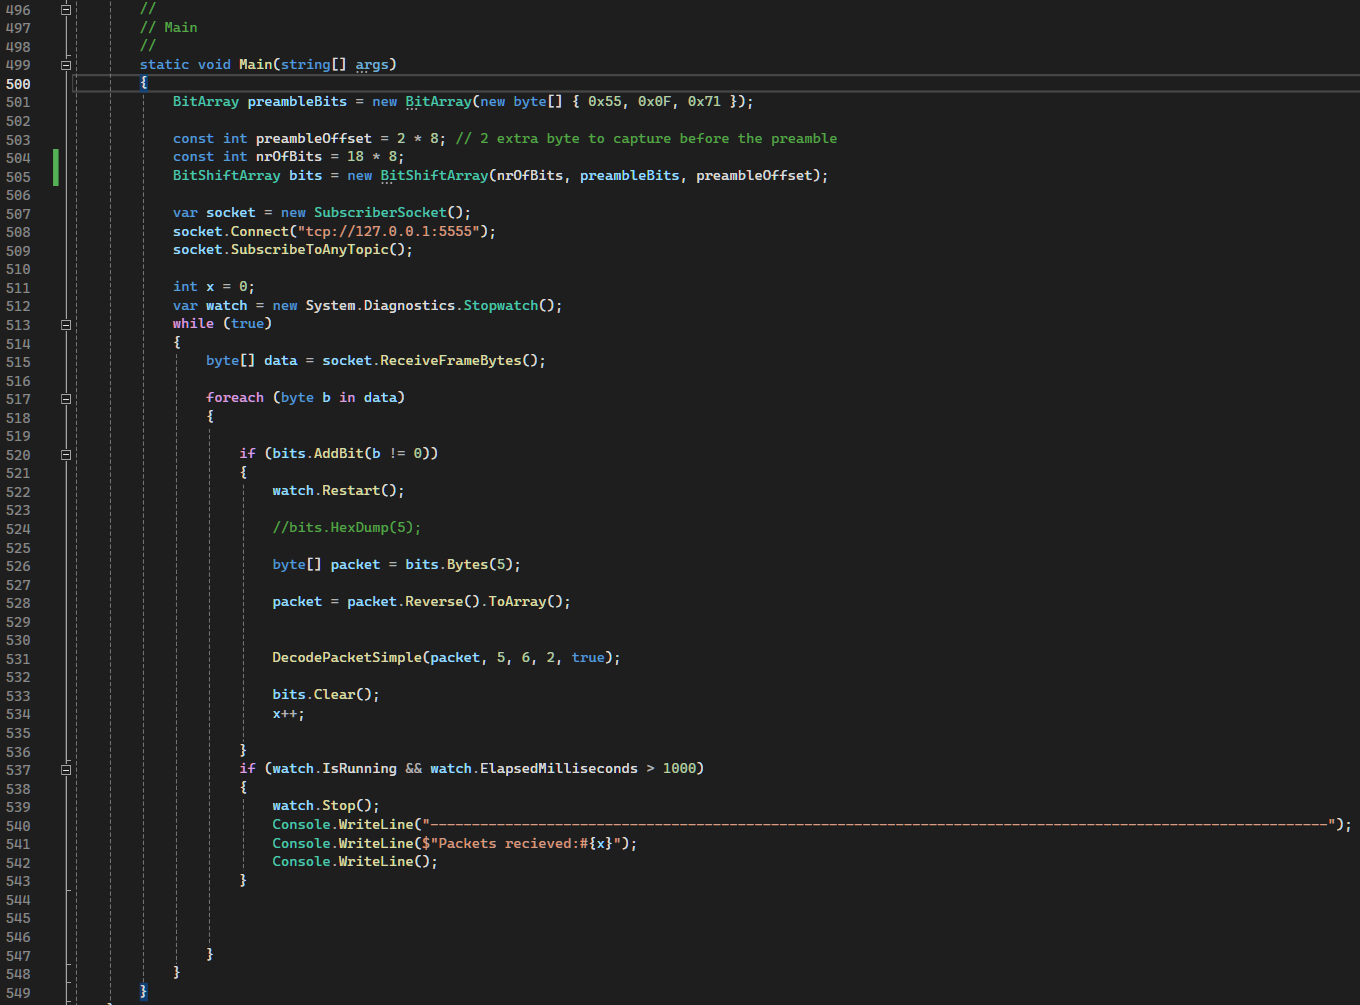 496 //
497 // Main
498 //
499 static void Main(string[] args)
500 {
501 BitArray preambleBits = new BitArray(new byte[] { 0x55, 0x0F, 0x71 });
502
503 const int preambleOffset = 2 * 8; // 2 extra byte to capture before the preamble
504 const int nrOfBits = 18 * 8;
505 BitShiftArray bits = new BitShiftArray(nrOfBits, preambleBits, preambleOffset);
506
507 var socket = new SubscriberSocket();
508 socket.Connect("tcp://127.0.0.1:5555");
509 socket.SubscribeToAnyTopic();
510
511 int x = 0;
512 var watch = new System.Diagnostics.Stopwatch();
513 while (true)
514 {
515 byte[] data = socket.ReceiveFrameBytes();
516
517 foreach (byte b in data)
518 {
519
520 if (bits.AddBit(b != 0))
521 {
522 watch.Restart();
523
524 //bits.HexDump(5);
525
526 byte[] packet = bits.Bytes(5);
527
528 packet = packet.Reverse().ToArray();
529
530
531 DecodePacketSimple(packet, 5, 6, 2, true);
532
533 bits.Clear();
534 x++;
535
536 }
537 if (watch.IsRunning && watch.ElapsedMilliseconds > 1000)
538 {
539 watch.Stop();
540 Console.WriteLine("------------------------------------------------------------------------------------------------------------");
541 Console.WriteLine($"Packets recieved:#{x}");
542 Console.WriteLine();
543 }
544
545
546
547 }
548 }
549 }